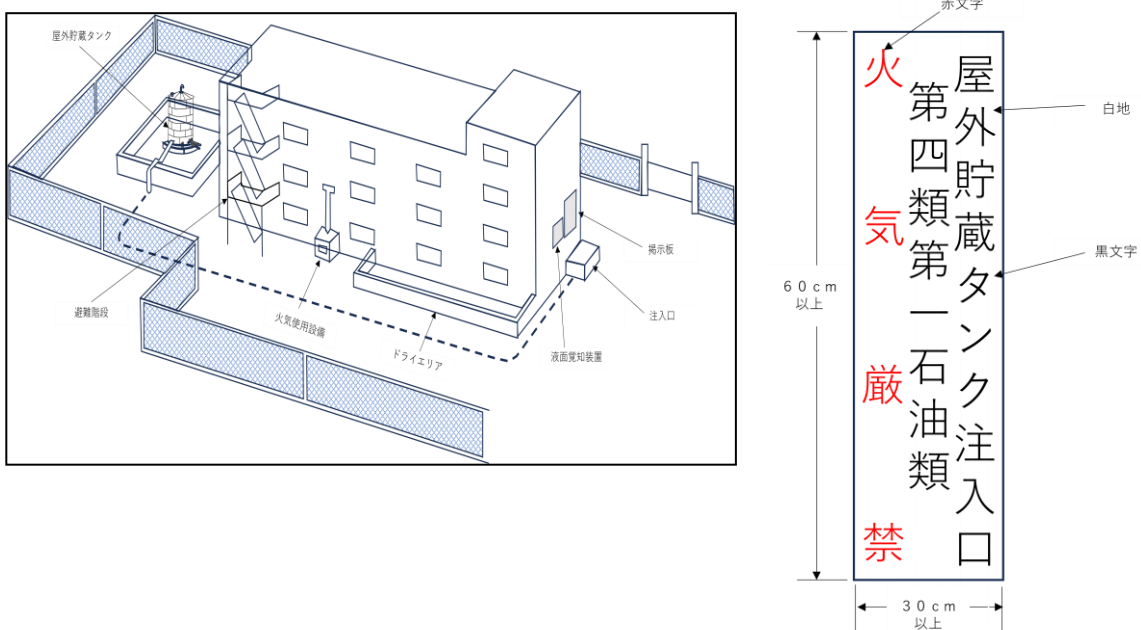 屋外貯蔵タンク
避難階段
火気使用設備
ドライエリア
液面覚知装置
注入口
掲示板
赤文字
白地
黒文字
屋外貯蔵タンク注入口
第四類第一石油類
火気厳禁
60cm
以上
30cm
以上